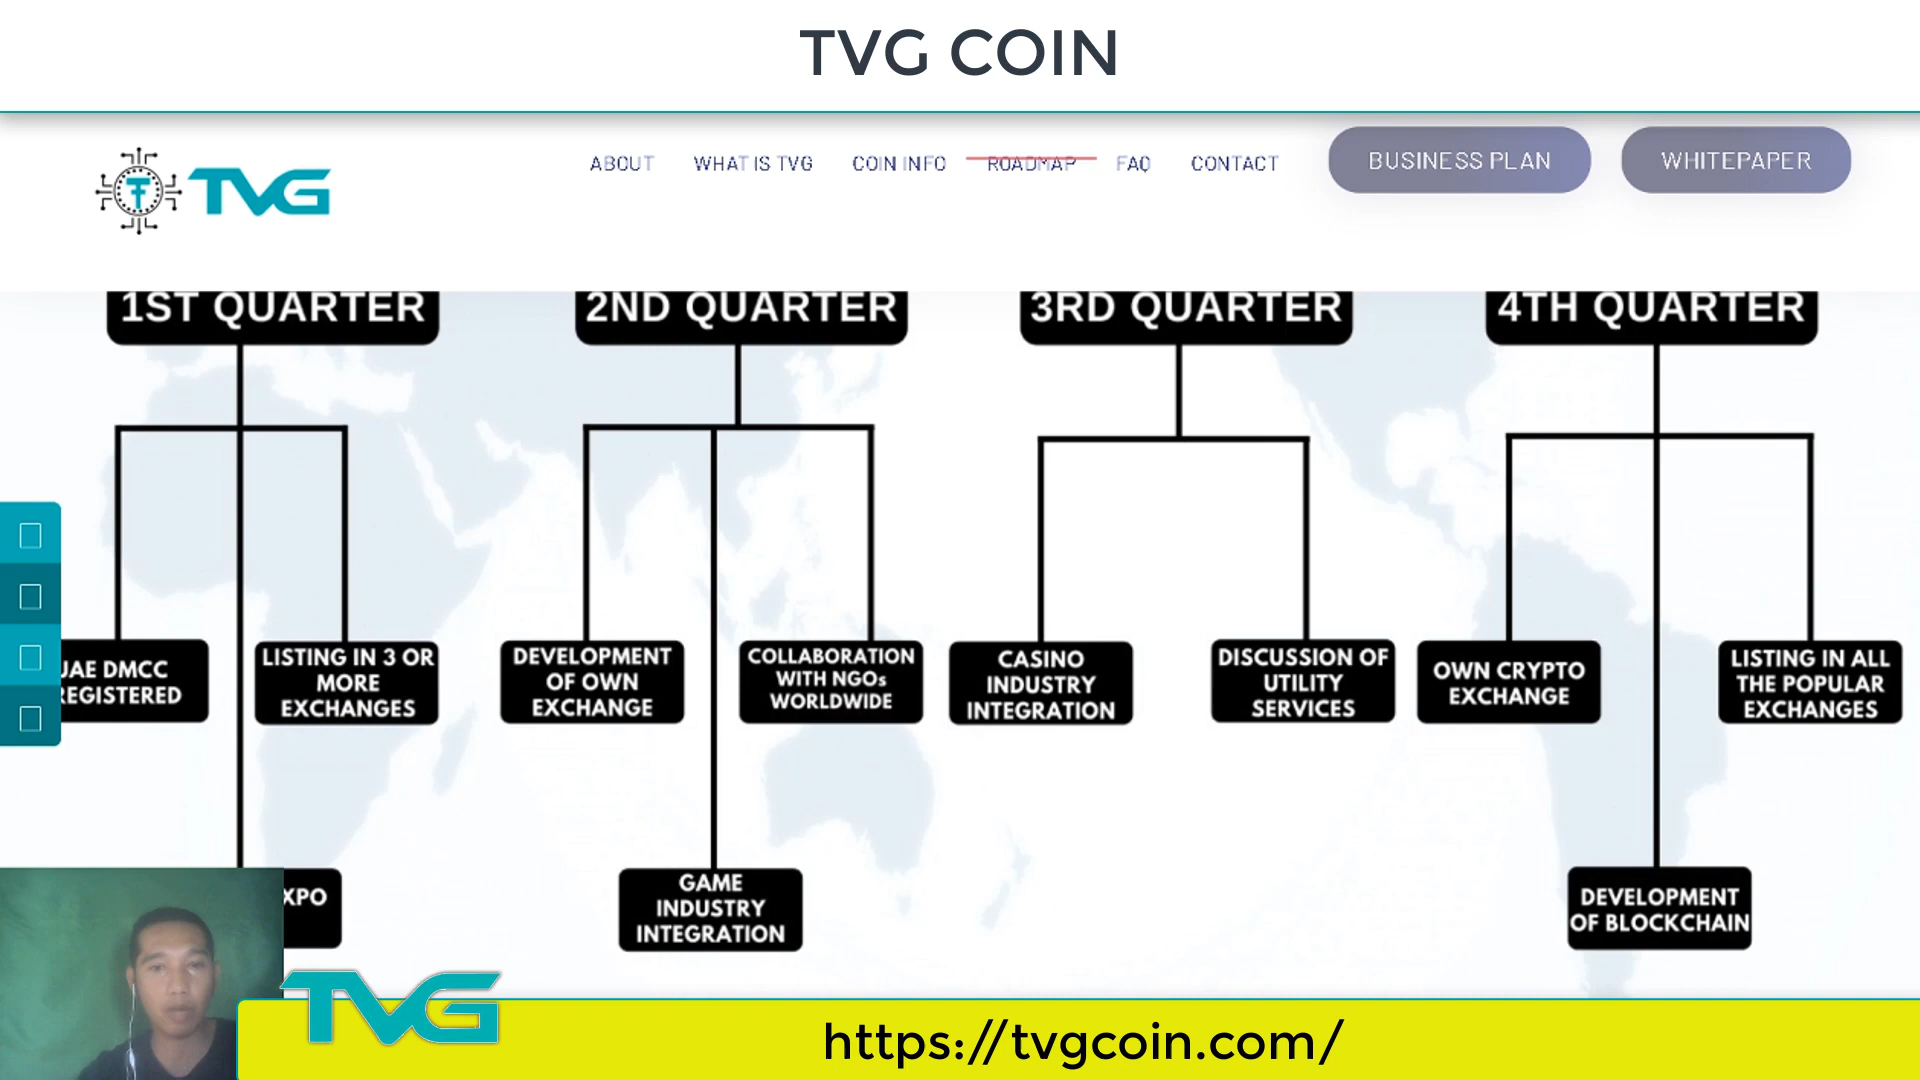 TVG COIN
TVG
ABOUT
WHAT IS TVG
COIN INFO
ROADMAP
FAQ
CONTACT
BUSINESS PLAN
WHITEPAPER
1ST QUARTER
2ND QUARTER
3RD QUARTER
4TH QUARTER
UAE DMCC
REGISTERED
LISTING IN 3 OR
MORE
EXCHANGES
DEVELOPMENT
OF OWN
EXCHANGE
COLLABORATION
WITH NGOs
WORLDWIDE
CASINO
INDUSTRY
INTEGRATION
DISCUSSION OF
UTILITY
SERVICES
OWN CRYPTO
EXCHANGE
LISTING IN ALL
THE POPULAR
EXCHANGES
XPO
GAME
INDUSTRY
INTEGRATION
DEVELOPMENT
OF BLOCKCHAIN
TVG
https://tvgcoin.com/